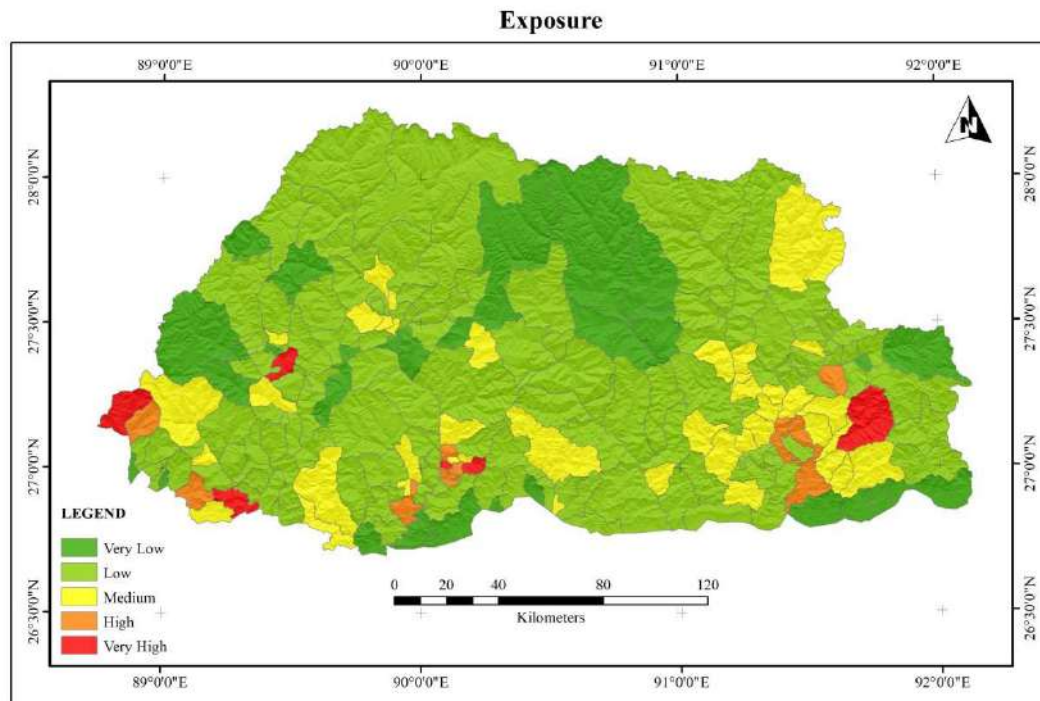 Exposure
89°0'0"E 90°0'0"E 91°0'0"E 92°0'0"E
N
28°0'0"N 28°0'0"N
27°30'0"N 27°30'0"N
27°0'0"N 27°0'0"N
26°30'0"N 26°30'0"N
LEGEND
Very Low
Low
Medium
High
Very High
0 20 40 80 120
Kilometers
89°0'0"E 90°0'0"E 91°0'0"E 92°0'0"E